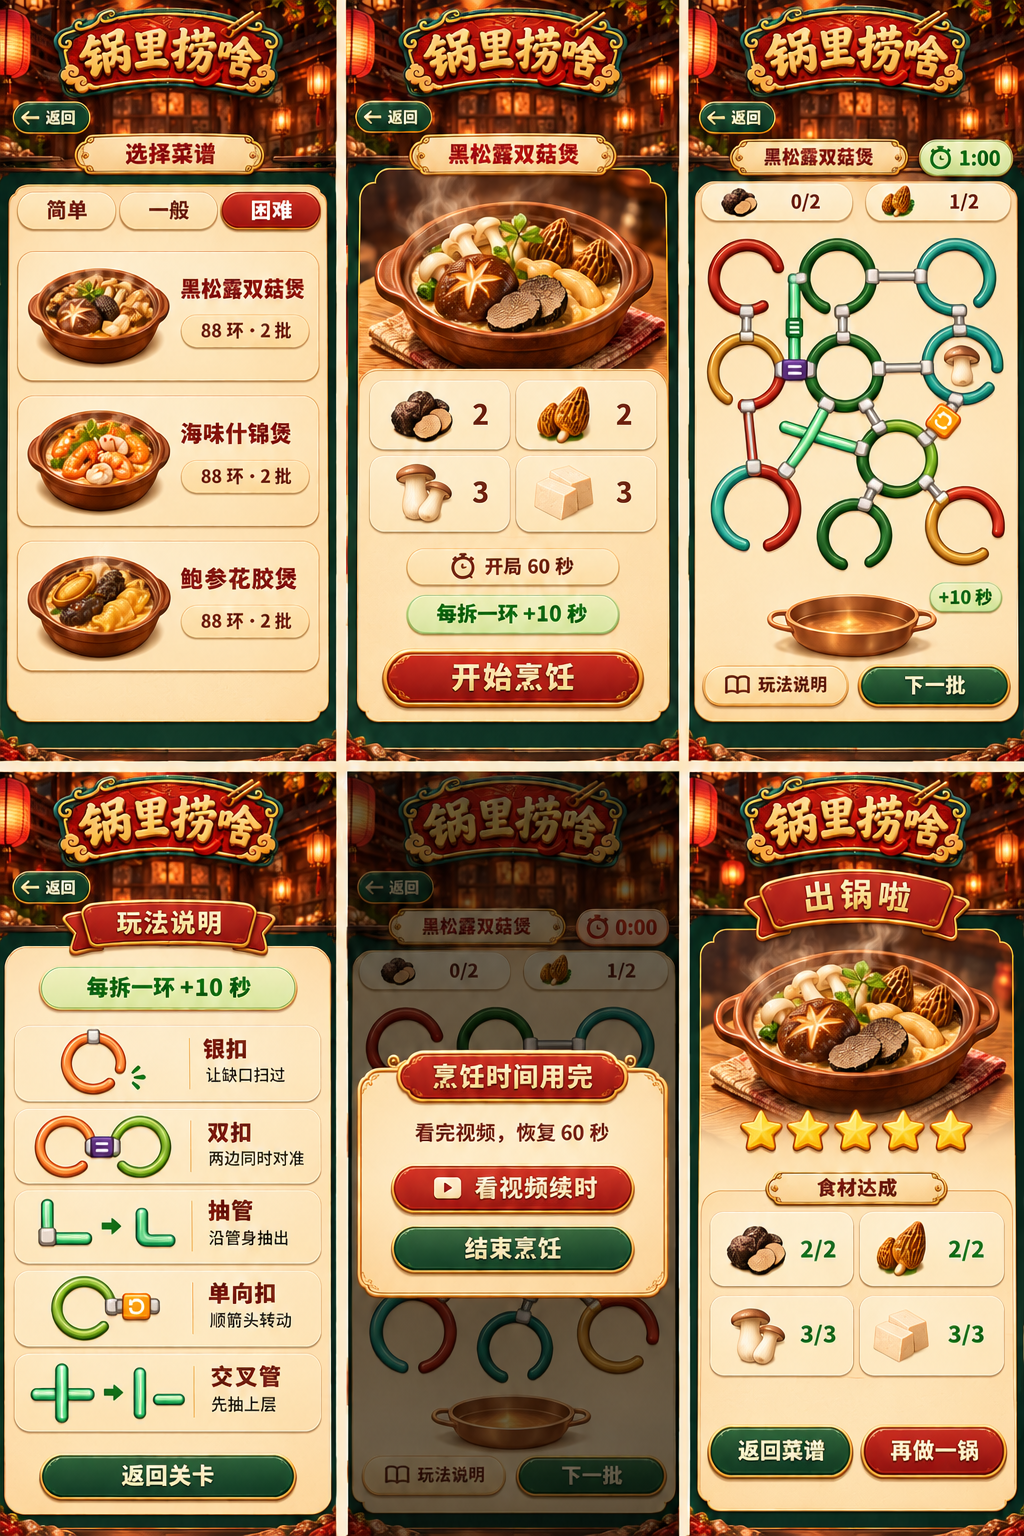 锅里捞啥
返回
选择菜谱
简单
一般
困难
黑松露双菇煲
88 环 · 2 批
海味什锦煲
88 环 · 2 批
鲍参花胶煲
88 环 · 2 批
锅里捞啥
返回
黑松露双菇煲
2
2
3
3
开局 60 秒
每拆一环 +10 秒
开始烹饪
锅里捞啥
返回
黑松露双菇煲
1:00
0/2
1/2
+10 秒
玩法说明
下一批
锅里捞啥
返回
玩法说明
每拆一环 +10 秒
银扣
让缺口扫过
双扣
两边同时对准
抽管
沿管身抽出
单向扣
顺箭头转动
交叉管
先抽上层
返回关卡
锅里捞啥
返回
黑松露双菇煲
0:00
0/2
1/2
烹饪时间用完
看完视频，恢复 60 秒
看视频续时
结束烹饪
玩法说明
下一批
锅里捞啥
出锅啦
食材达成
2/2
2/2
3/3
3/3
返回菜谱
再做一锅